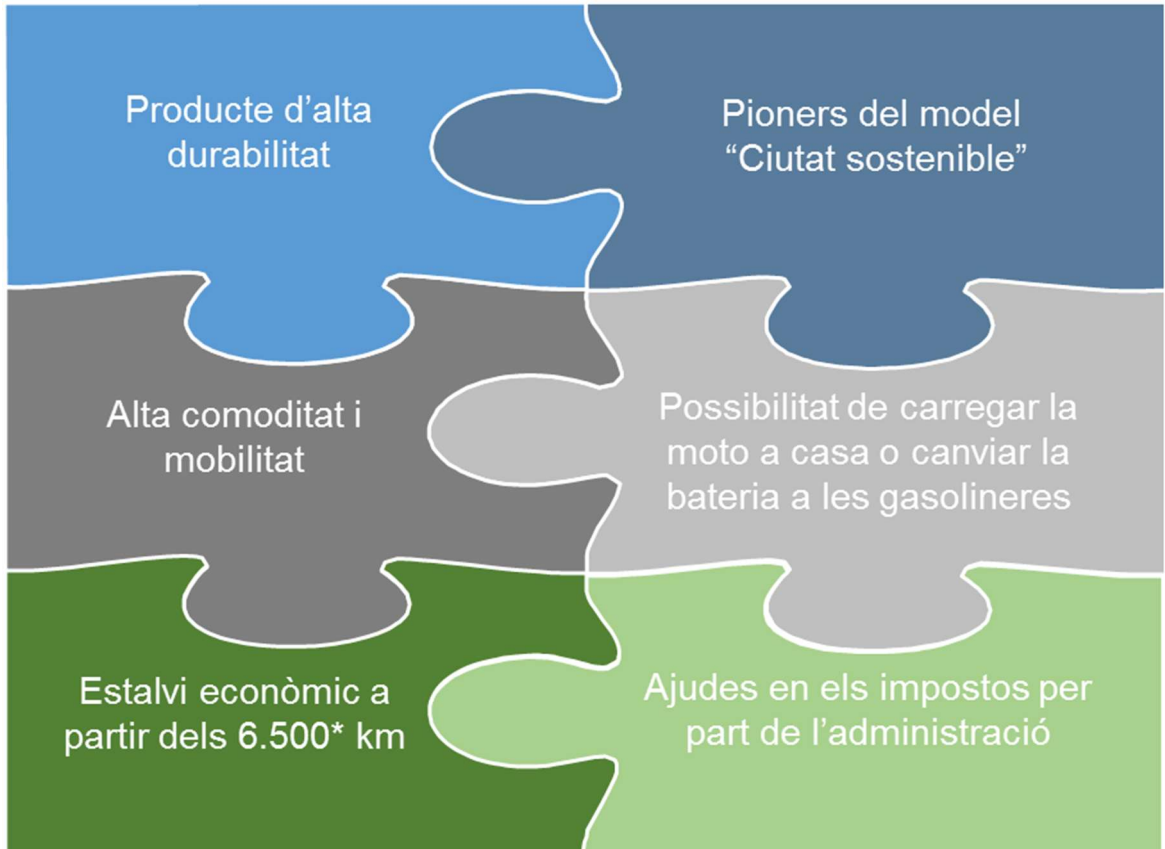 Producte d’alta
durabilitat
Pioners del model
“Ciutat sostenible”
Alta comoditat i
mobilitat
Possibilitat de carregar la
moto a casa o canviar la
bateria a les gasolineres
Estalvi econòmic a
partir dels 6.500* km
Ajudes en els impostos per
part de l’administració